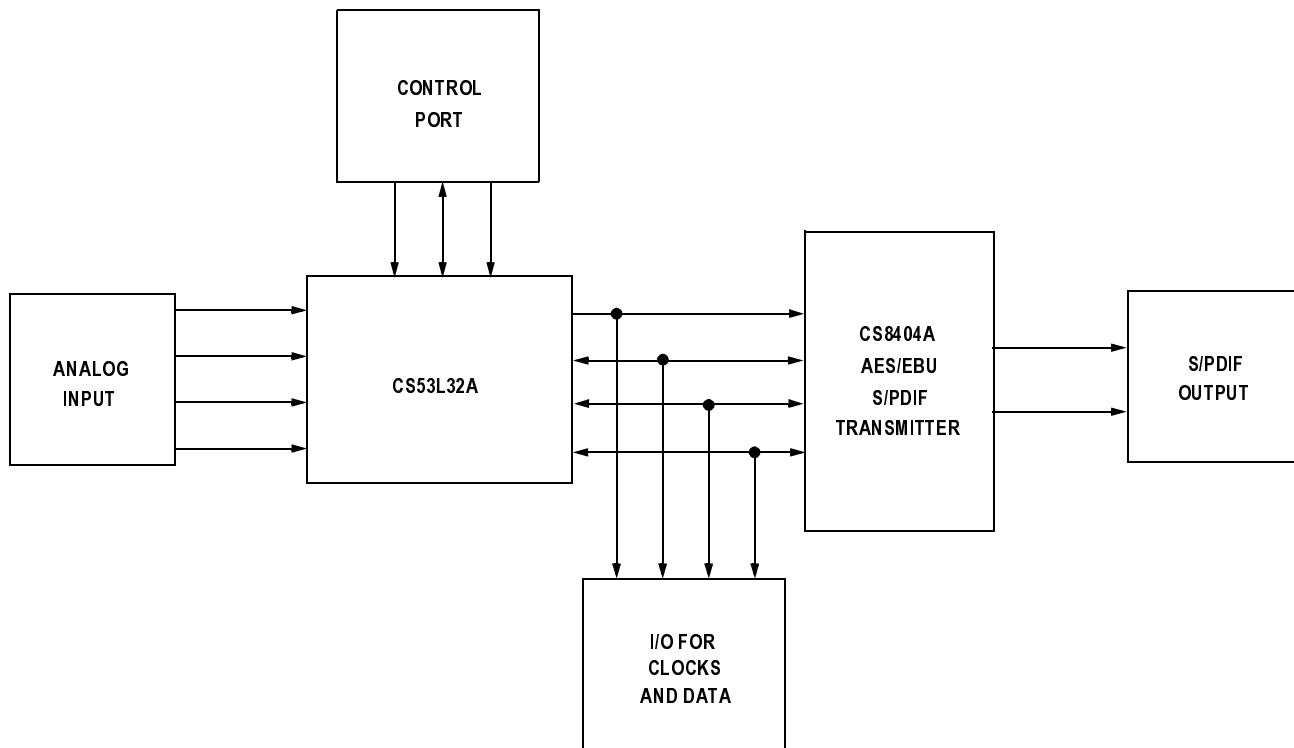 CONTROL
PORT
ANALOG
INPUT
CS53L32A
CS8404A
AES/EBU
S/PDIF
TRANSMITTER
S/PDIF
OUTPUT
I/O FOR
CLOCKS
AND DATA